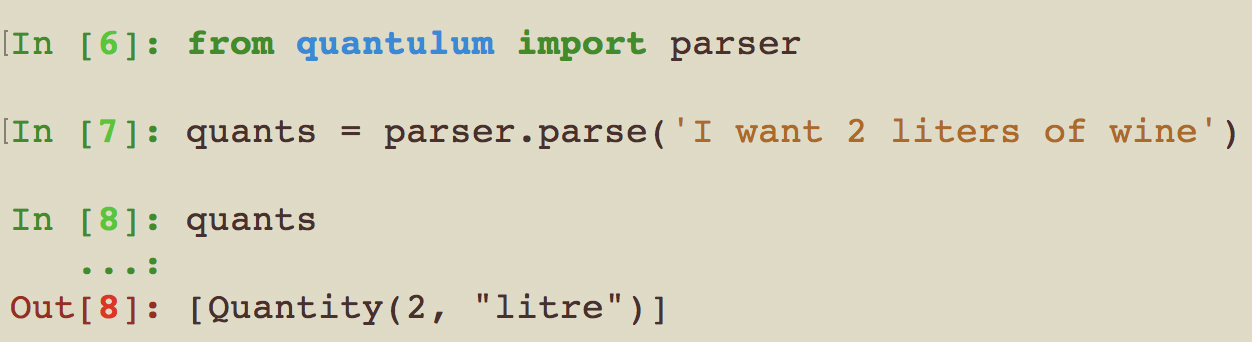 In [6]: from quantulum import parser
In [7]: quants = parser.parse('I want 2 liters of wine')
In [8]: quants
   ...:
Out[8]: [Quantity(2, "litre")]